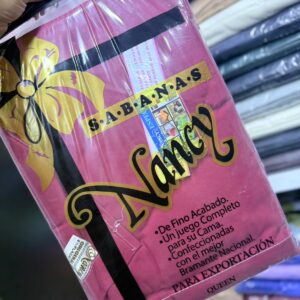 S·A·B·A·N·A·S
Nancy
•De Fino Acabado.
•Un juego Completo
para su Cama.
•Confeccionadas
con el mejor
Bramante Nacional.
PARA EXPORTACIÓN
QUEEN